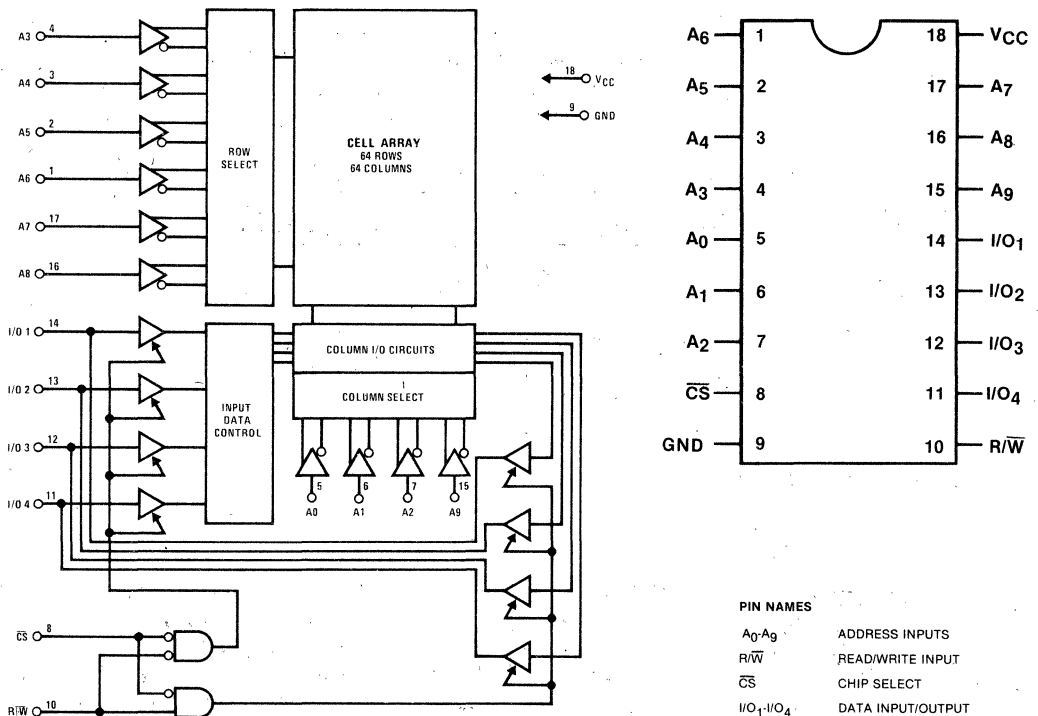 A3 4
A4 3
A5 2
A6 1
A7 17
A8 16
ROW
SELECT
CELL ARRAY
64 ROWS
64 COLUMNS
18 VCC
9 GND
I/O 1 14
I/O 2 13
I/O 3 12
I/O 4 11
INPUT
DATA
CONTROL
COLUMN I/O CIRCUITS
COLUMN SELECT
5 6 7 15
A0 A1 A2 A9
C̅S̅ 8
R/W̅ 10
A6 1 18 VCC
A5 2 17 A7
A4 3 16 A8
A3 4 15 A9
A0 5 14 I/O1
A1 6 13 I/O2
A2 7 12 I/O3
C̅S̅ 8 11 I/O4
GND 9 10 R/W̅
PIN NAMES
A0-A9 ADDRESS INPUTS
R/W̅ READ/WRITE INPUT
C̅S̅ CHIP SELECT
I/O1-I/O4 DATA INPUT/OUTPUT